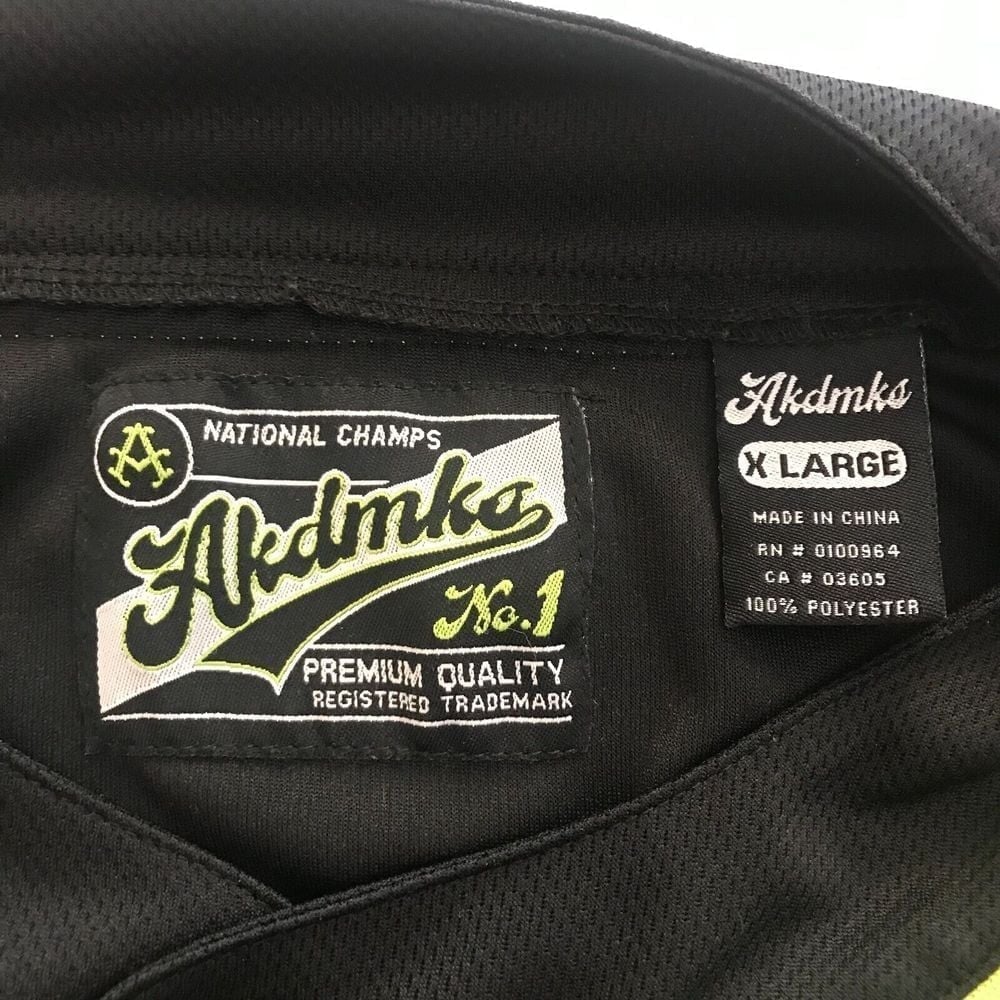 NATIONAL CHAMPS
Akdmks
No.1
PREMIUM QUALITY
REGISTERED TRADEMARK
Akdmks
X LARGE
MADE IN CHINA
RN # 0100964
CA # 03605
100% POLYESTER